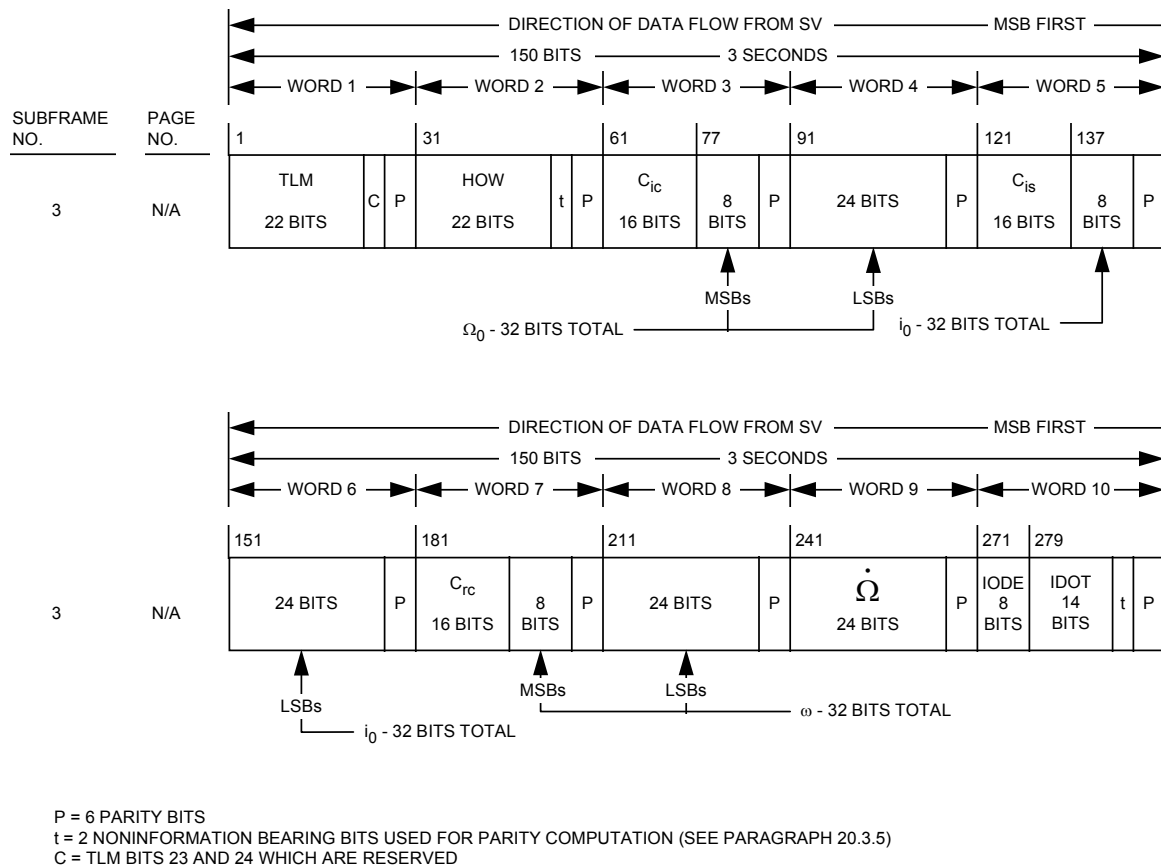 DIRECTION OF DATA FLOW FROM SV MSB FIRST
150 BITS 3 SECONDS
WORD 1 WORD 2 WORD 3 WORD 4 WORD 5
SUBFRAME NO. PAGE NO. 1 31 61 77 91 121 137
3 N/A
TLM 22 BITS C P HOW 22 BITS t P Cic 16 BITS 8 BITS P 24 BITS P Cis 16 BITS 8 BITS P
MSBs LSBs
Ω0 - 32 BITS TOTAL i0 - 32 BITS TOTAL
DIRECTION OF DATA FLOW FROM SV MSB FIRST
150 BITS 3 SECONDS
WORD 6 WORD 7 WORD 8 WORD 9 WORD 10
151 181 211 241 271 279
3 N/A
24 BITS P Crc 16 BITS 8 BITS P 24 BITS P Ω̇ 24 BITS P IODE 8 BITS IDOT 14 BITS t P
LSBs MSBs LSBs
i0 - 32 BITS TOTAL ω - 32 BITS TOTAL
P = 6 PARITY BITS
t = 2 NONINFORMATION BEARING BITS USED FOR PARITY COMPUTATION (SEE PARAGRAPH 20.3.5)
C = TLM BITS 23 AND 24 WHICH ARE RESERVED